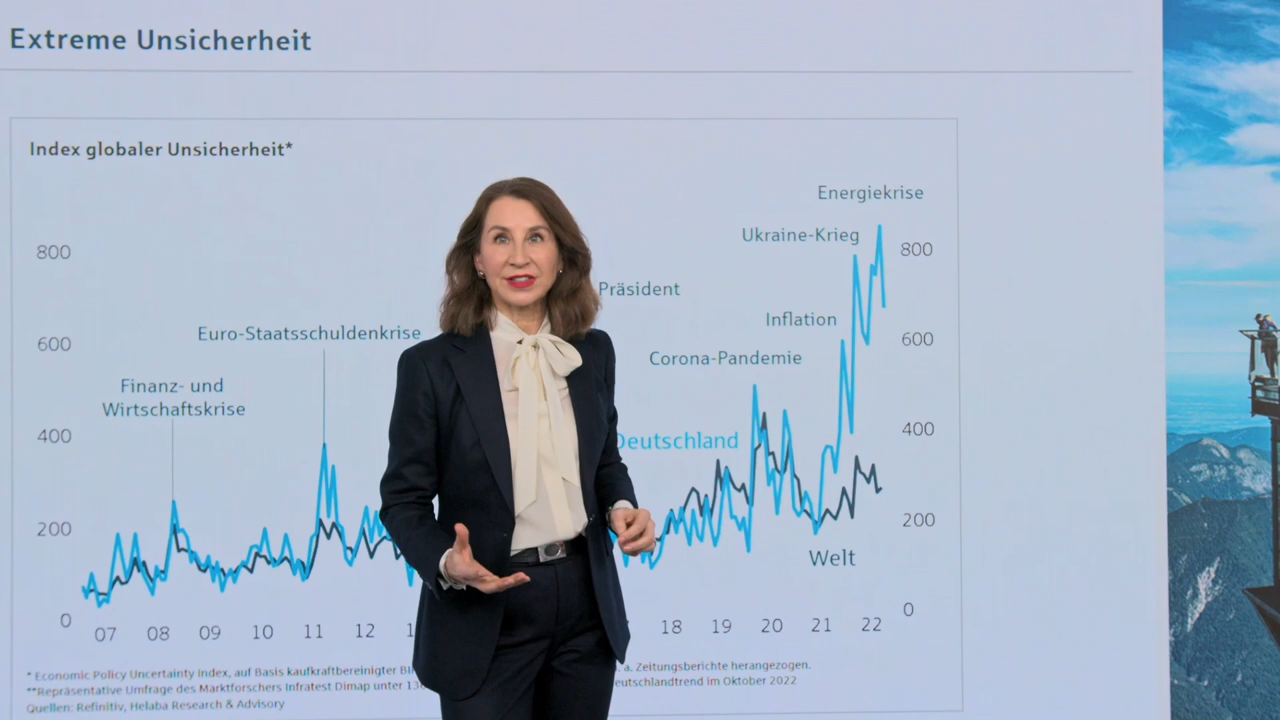 Extreme Unsicherheit
Index globaler Unsicherheit*
Energiekrise
800
Ukraine-Krieg
800
Präsident
Inflation
Euro-Staatsschuldenkrise
600
600
Corona-Pandemie
Finanz- und
Wirtschaftskrise
400
Deutschland
400
200
200
Welt
0
0
07 08 09 10 11 12 1 18 19 20 21 22
* Economic Policy Uncertainty Index, auf Basis kaufkraftbereinigter a. Zeitungsberichte herangezogen.
**Repräsentative Umfrage des Marktforschers Infratest Dimap unter eutschlandtrend im Oktober 2022
Quellen: Refinitiv, Helaba Research & Advisory